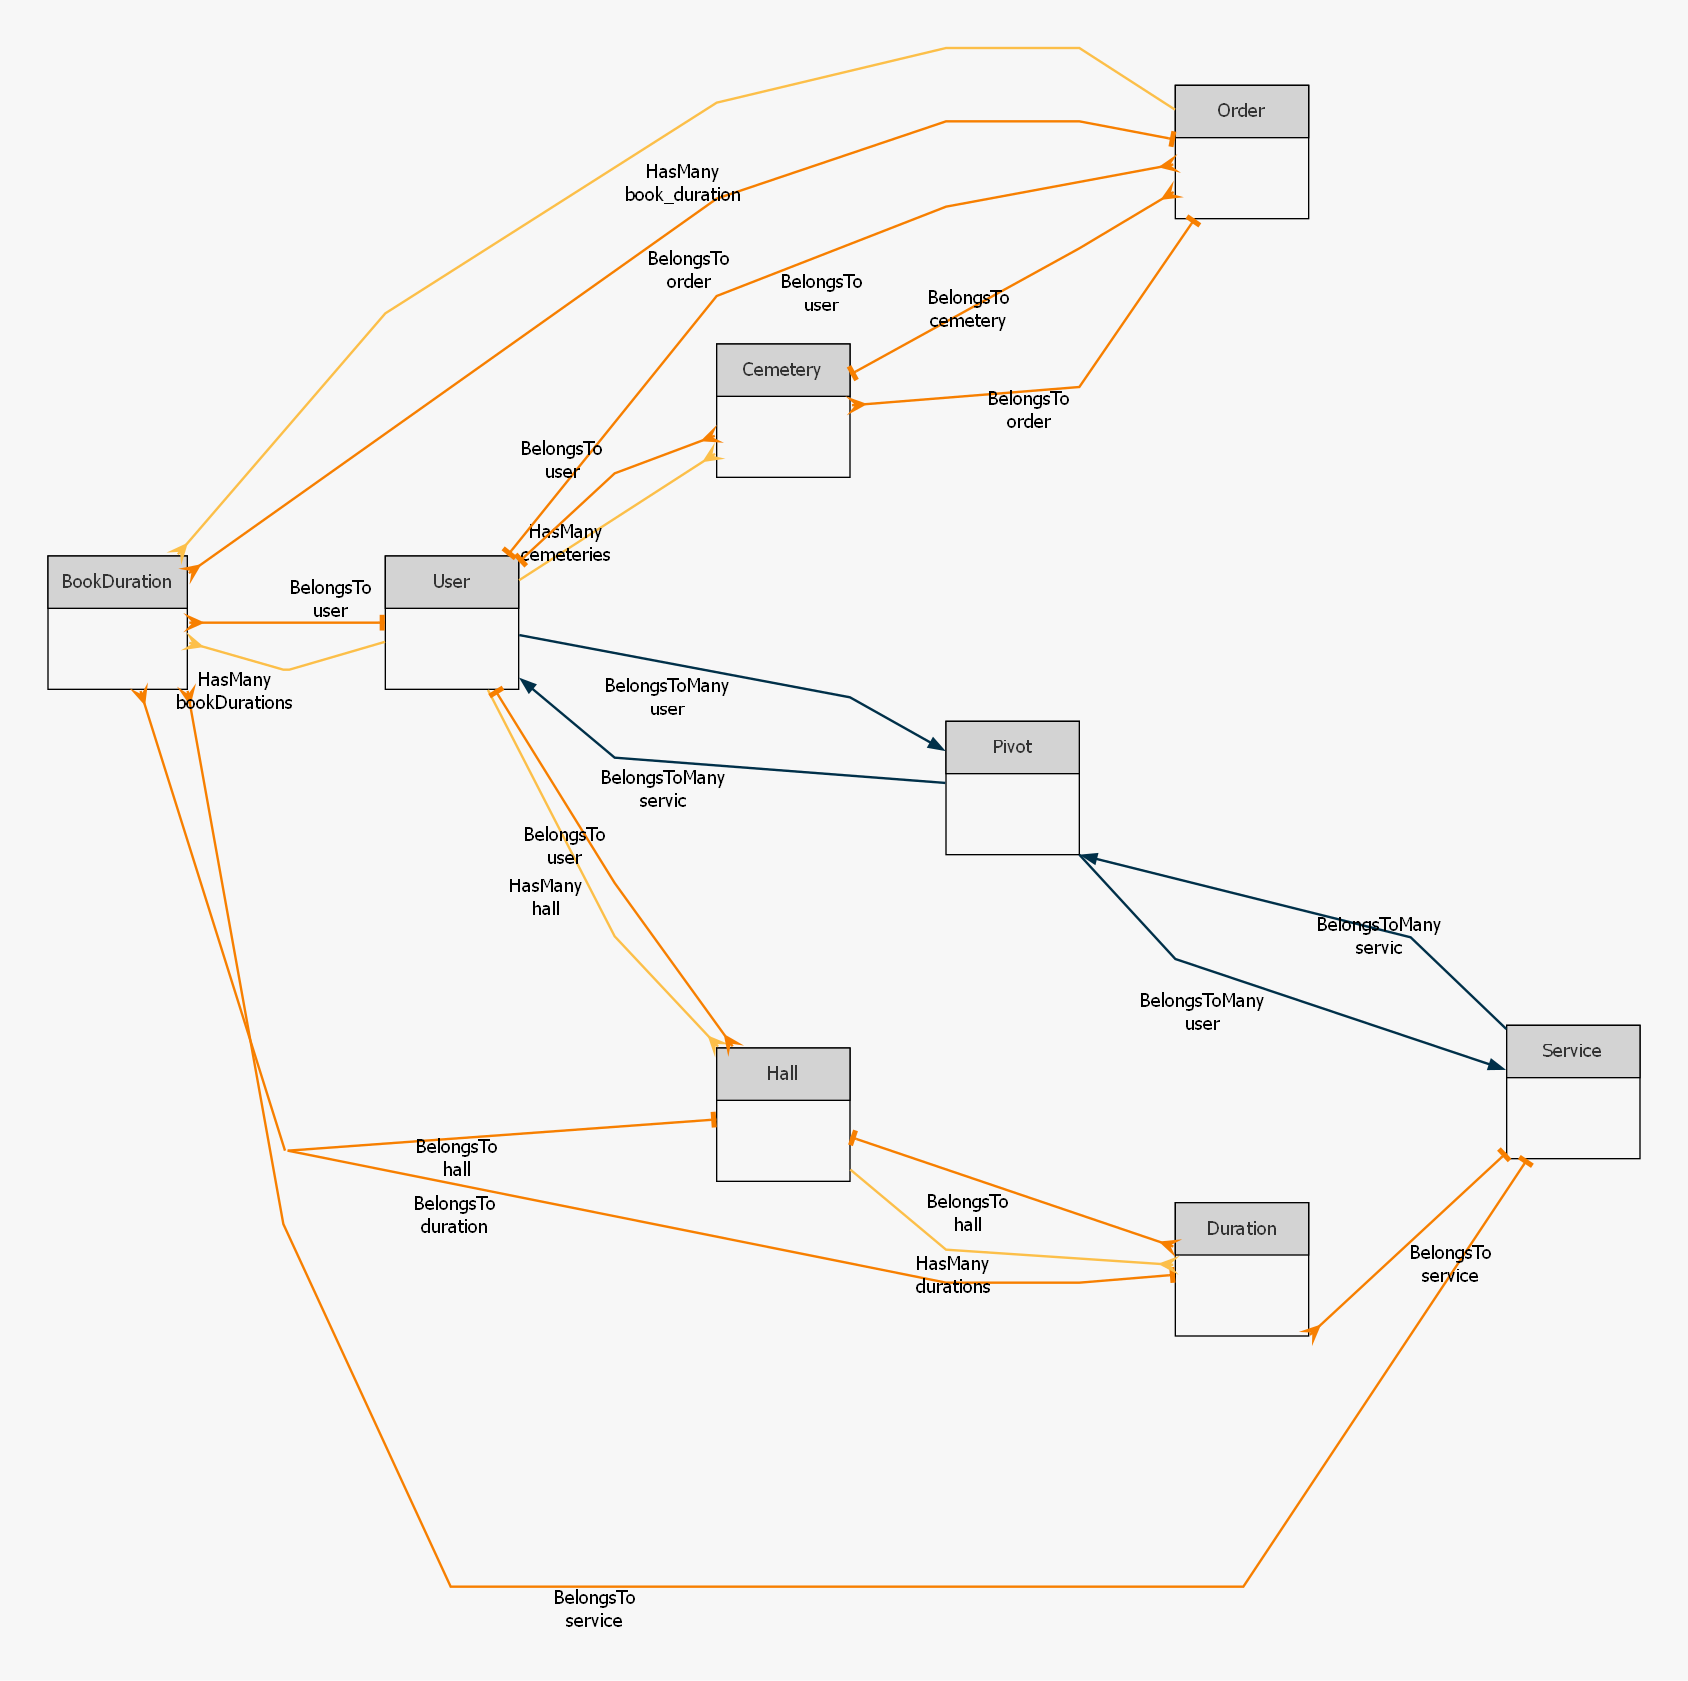 Order
HasMany
book_duration
BelongsTo
order
BelongsTo
user
BelongsTo
cemetery
Cemetery
BelongsTo
order
BelongsTo
user
HasMany
cemeteries
BookDuration
User
BelongsTo
user
HasMany
bookDurations
BelongsToMany
user
Pivot
BelongsToMany
servic
BelongsTo
user
HasMany
hall
BelongsToMany
servic
BelongsToMany
user
Service
Hall
BelongsTo
hall
BelongsTo
duration
BelongsTo
hall
Duration
HasMany
durations
BelongsTo
service
BelongsTo
service